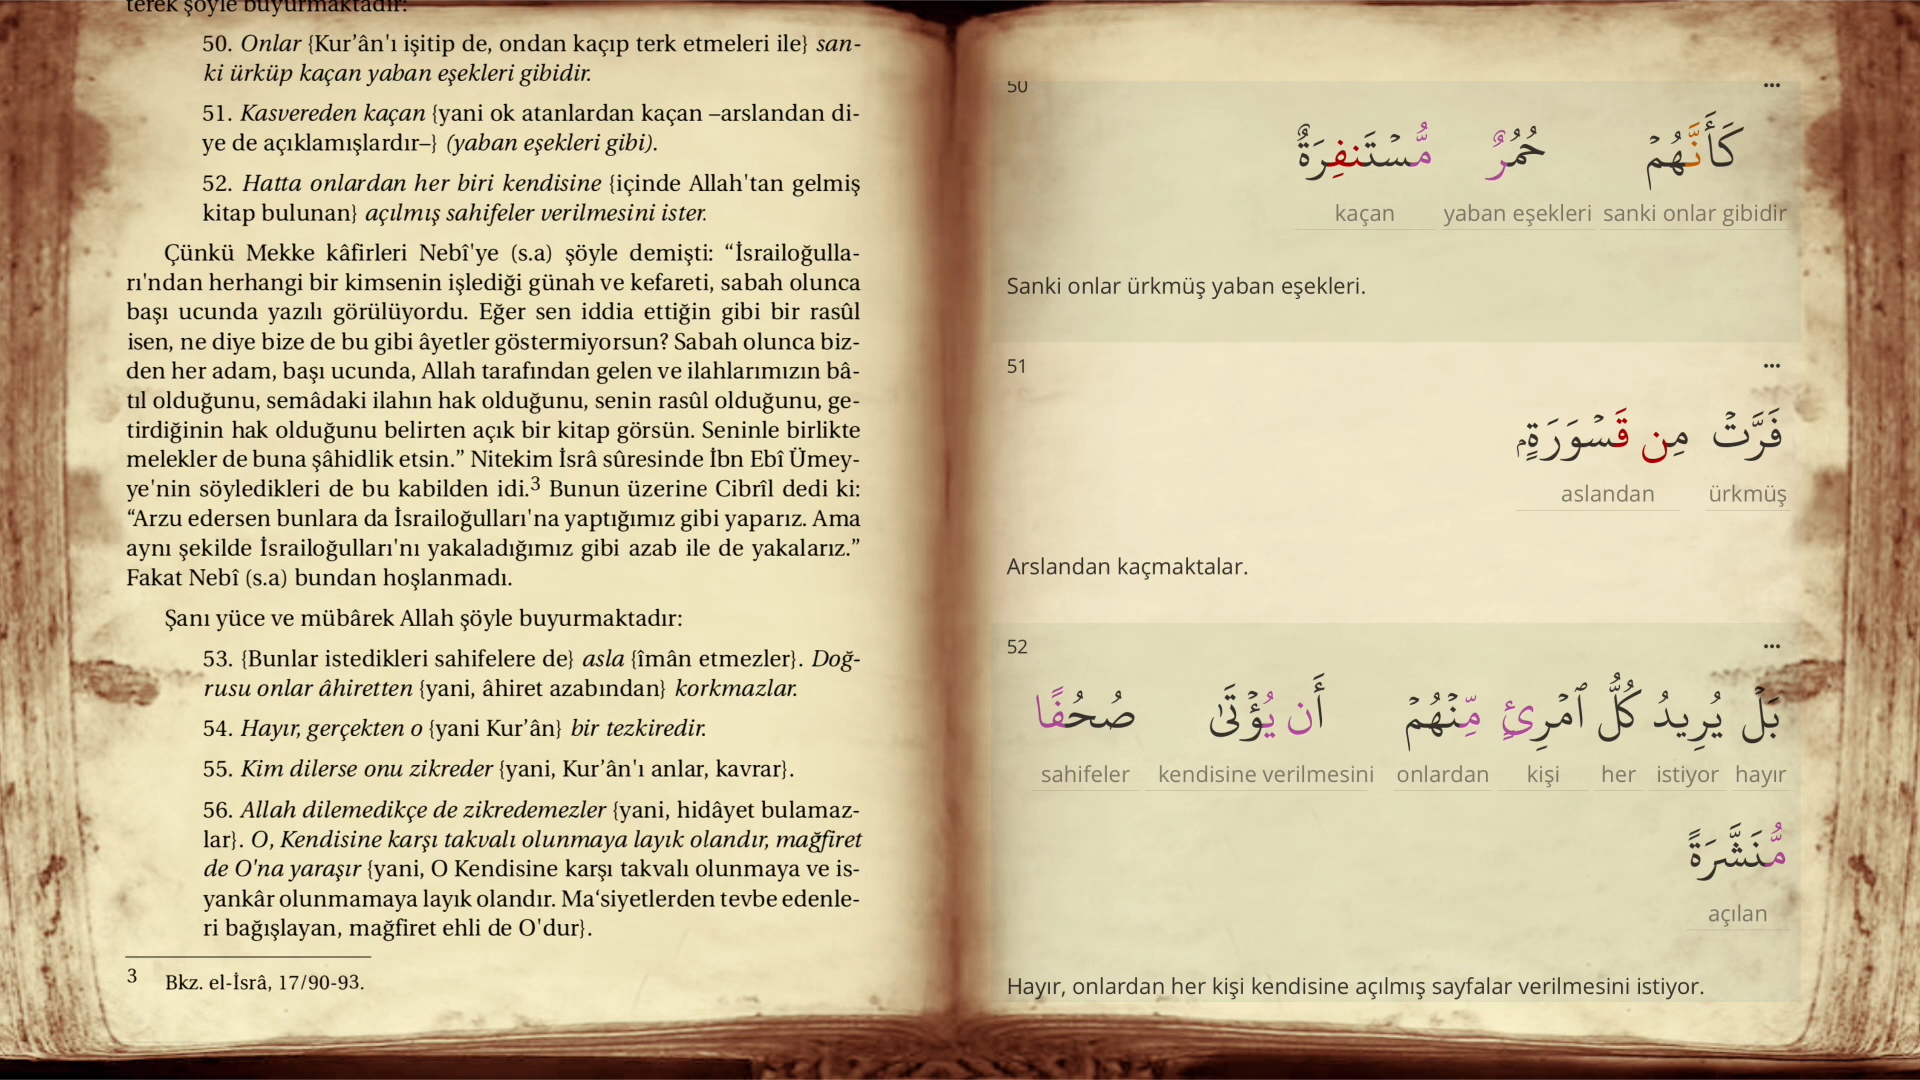 terek şöyle buyurmaktadır:
50. Onlar {Kur’ân'ı işitip de, ondan kaçıp terk etmeleri ile} san-
ki ürküp kaçan yaban eşekleri gibidir.
51. Kasvereden kaçan {yani ok atanlardan kaçan –arslandan di-
ye de açıklamışlardır–} (yaban eşekleri gibi).
52. Hatta onlardan her biri kendisine {içinde Allah'tan gelmiş
kitap bulunan} açılmış sahifeler verilmesini ister.
Çünkü Mekke kâfirleri Nebî'ye (s.a) şöyle demişti: “İsrailoğulla-
rı'ndan herhangi bir kimsenin işlediği günah ve kefareti, sabah olunca
başı ucunda yazılı görülüyordu. Eğer sen iddia ettiğin gibi bir rasûl
isen, ne diye bize de bu gibi âyetler göstermiyorsun? Sabah olunca biz-
den her adam, başı ucunda, Allah tarafından gelen ve ilahlarımızın bâ-
tıl olduğunu, semâdaki ilahın hak olduğunu, senin rasûl olduğunu, ge-
tirdiğinin hak olduğunu belirten açık bir kitap görsün. Seninle birlikte
melekler de buna şâhidlik etsin.” Nitekim İsrâ sûresinde İbn Ebî Ümey-
ye'nin söyledikleri de bu kabilden idi.3 Bunun üzerine Cibrîl dedi ki:
“Arzu edersen bunlara da İsrailoğulları'na yaptığımız gibi yaparız. Ama
aynı şekilde İsrailoğulları'nı yakaladığımız gibi azab ile de yakalarız.”
Fakat Nebî (s.a) bundan hoşlanmadı.
Şanı yüce ve mübârek Allah şöyle buyurmaktadır:
53. {Bunlar istedikleri sahifelere de} asla {îmân etmezler}. Doğ-
rusu onlar âhiretten {yani, âhiret azabından} korkmazlar.
54. Hayır, gerçekten o {yani Kur’ân} bir tezkiredir.
55. Kim dilerse onu zikreder {yani, Kur’ân'ı anlar, kavrar}.
56. Allah dilemedikçe de zikredemezler {yani, hidâyet bulamaz-
lar}. O, Kendisine karşı takvalı olunmaya layık olandır, mağfiret
de O'na yaraşır {yani, O Kendisine karşı takvalı olunmaya ve is-
yankâr olunmamaya layık olandır. Ma‘siyetlerden tevbe edenle-
ri bağışlayan, mağfiret ehli de O'dur}.
3 Bkz. el-İsrâ, 17/90-93.
50
كَأَنَّهُمۡ حُمُرٌ مُّسۡتَنفِرَةٌ
kaçan yaban eşekleri sanki onlar gibidir
Sanki onlar ürkmüş yaban eşekleri.
51
فَرَّتۡ مِن قَسۡوَرَةٍۭ
aslandan ürkmüş
Arslandan kaçmaktalar.
52
بَلۡ يُرِيدُ كُلُّ ٱمۡرِئٍ مِّنۡهُمۡ أَن يُؤۡتَىٰ صُحُفًا
sahifeler kendisine verilmesini onlardan kişi her istiyor hayır
مُّنَشَّرَةً
açılan
Hayır, onlardan her kişi kendisine açılmış sayfalar verilmesini istiyor.